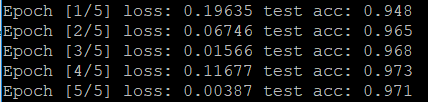 Epoch [1/5] loss: 0.19635 test acc: 0.948
Epoch [2/5] loss: 0.06746 test acc: 0.965
Epoch [3/5] loss: 0.01566 test acc: 0.968
Epoch [4/5] loss: 0.11677 test acc: 0.973
Epoch [5/5] loss: 0.00387 test acc: 0.971